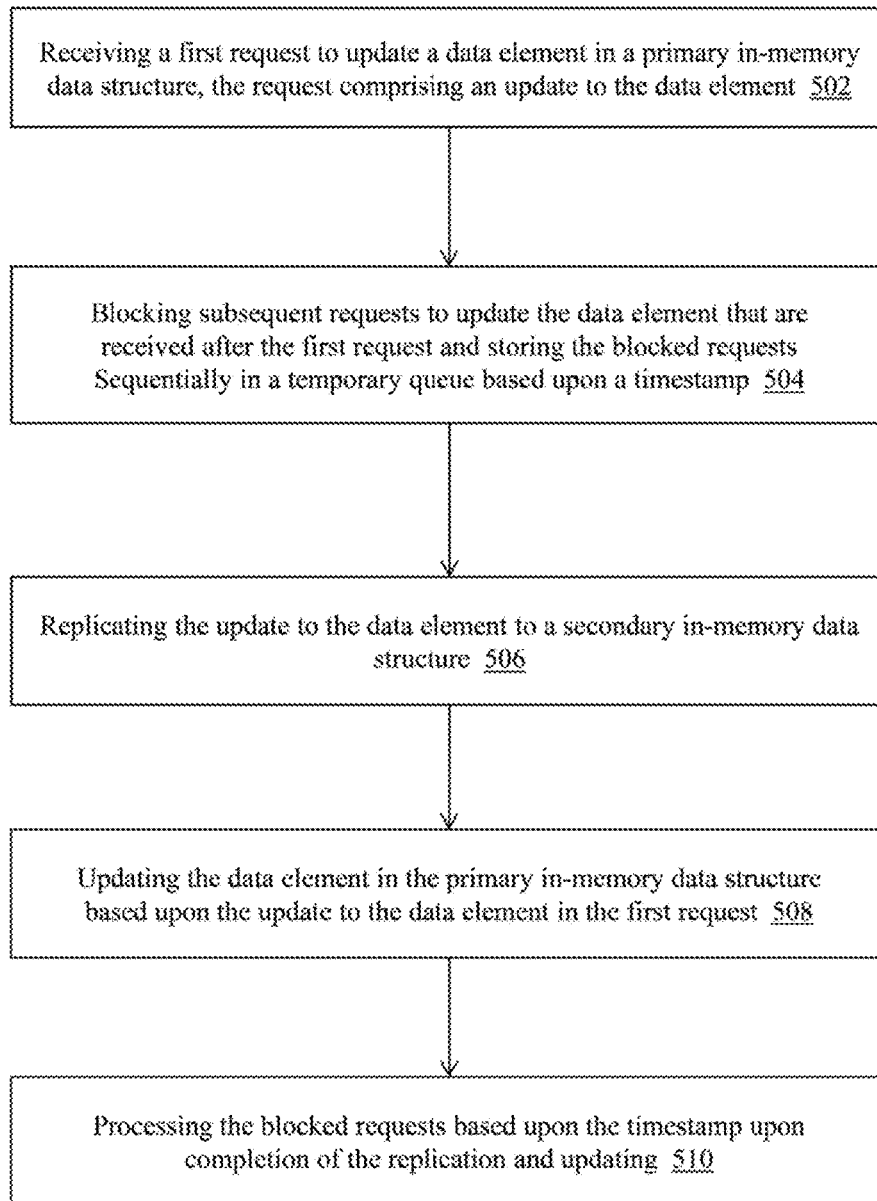 Receiving a first request to update a data element in a primary in-memory
data structure, the request comprising an update to the data element 502
Blocking subsequent requests to update the data element that are
received after the first request and storing the blocked requests
Sequentially in a temporary queue based upon a timestamp 504
Replicating the update to the data element to a secondary in-memory data
structure 506
Updating the data element in the primary in-memory data structure
based upon the update to the data element in the first request 508
Processing the blocked requests based upon the timestamp upon
completion of the replication and updating 510